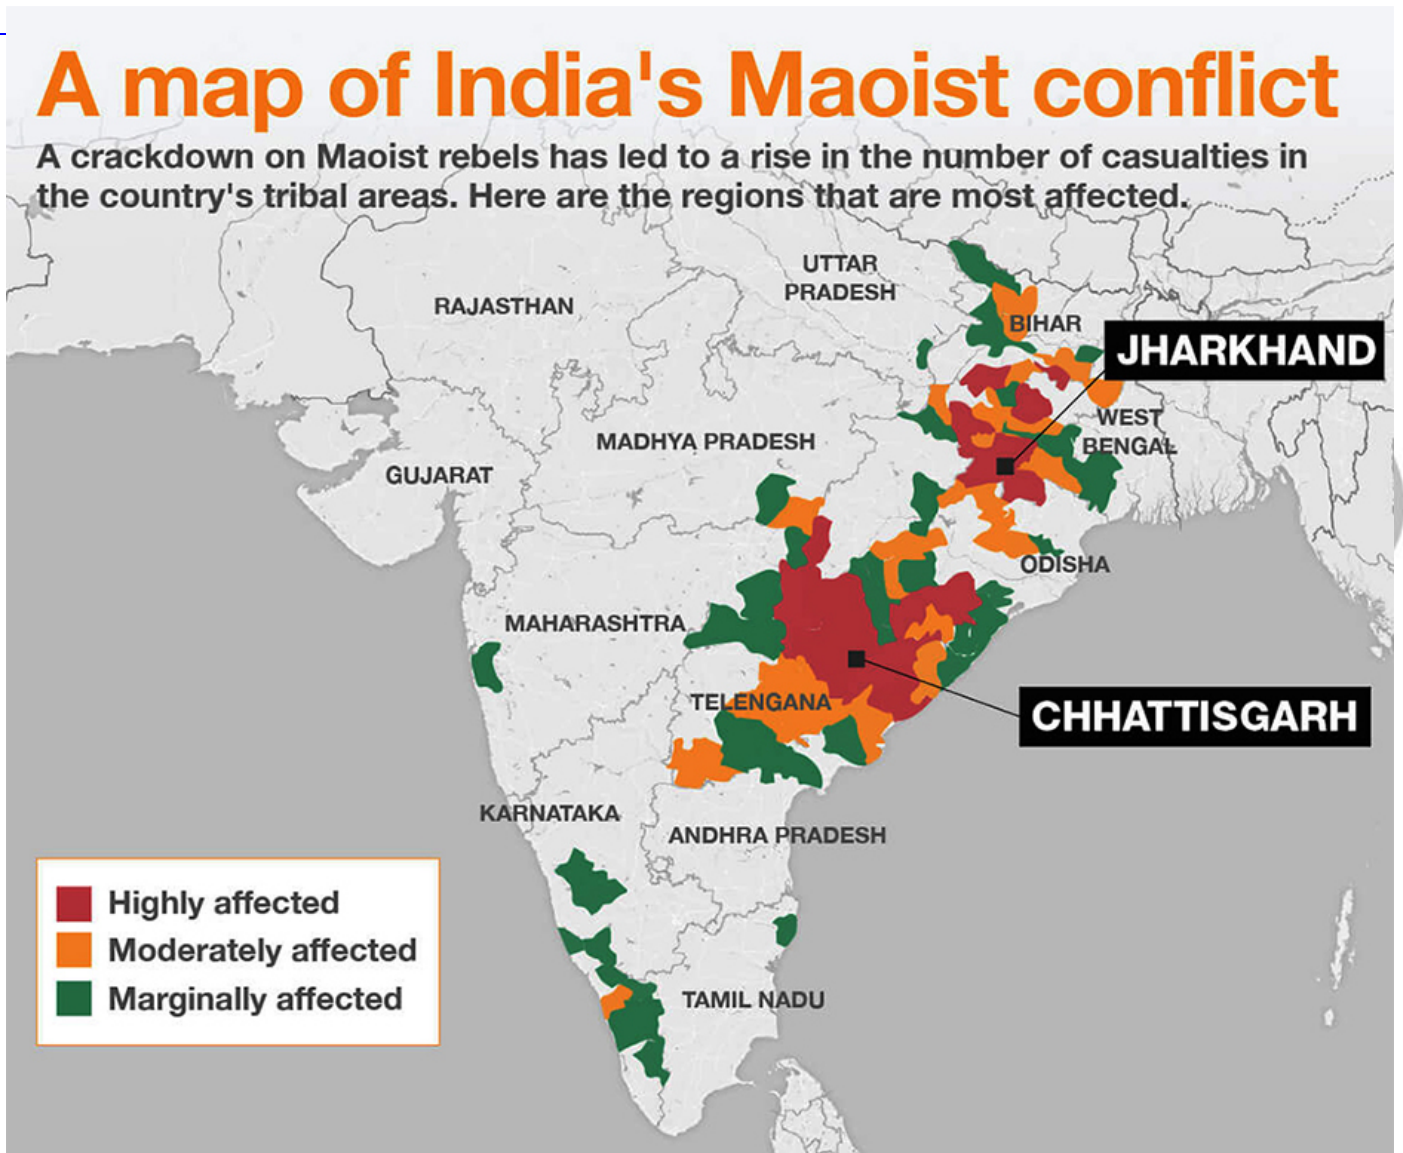 A map of India's Maoist conflict
A crackdown on Maoist rebels has led to a rise in the number of casualties in
the country's tribal areas. Here are the regions that are most affected.
UTTAR
PRADESH
RAJASTHAN
BIHAR
JHARKHAND
WEST
BENGAL
MADHYA PRADESH
GUJARAT
ODISHA
MAHARASHTRA
TELENGANA
CHHATTISGARH
KARNATAKA
ANDHRA PRADESH
Highly affected
Moderately affected
Marginally affected
TAMIL NADU